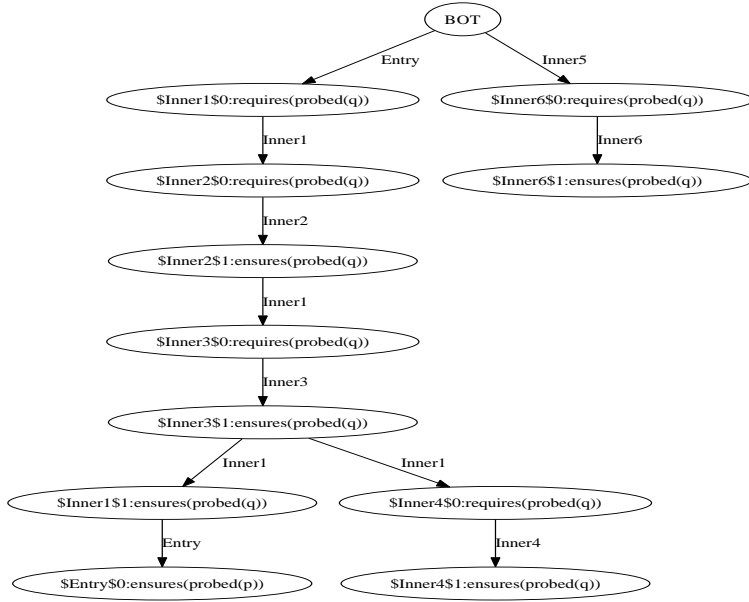 BOT
Entry
Inner5
$Inner1$0:requires(probed(q))
$Inner6$0:requires(probed(q))
Inner1
Inner6
$Inner2$0:requires(probed(q))
$Inner6$1:ensures(probed(q))
Inner2
$Inner2$1:ensures(probed(q))
Inner1
$Inner3$0:requires(probed(q))
Inner3
$Inner3$1:ensures(probed(q))
Inner1
Inner1
$Inner1$1:ensures(probed(q))
$Inner4$0:requires(probed(q))
Entry
Inner4
$Entry$0:ensures(probed(p))
$Inner4$1:ensures(probed(q))